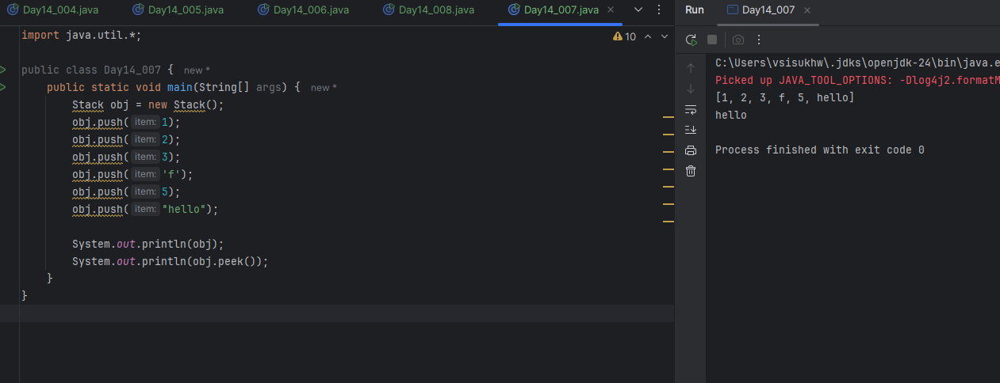 Day14_004.java Day14_005.java Day14_006.java Day14_008.java Day14_007.java
import java.util.*;
10
public class Day14_007 { new *
public static void main(String[] args) { new *
Stack obj = new Stack();
obj.push( item: 1);
obj.push( item: 2);
obj.push( item: 3);
obj.push( item: 'f');
obj.push( item: 5);
obj.push( item: "hello");
System.out.println(obj);
System.out.println(obj.peek());
}
}
Run Day14_007
C:\Users\vsisukhw\.jdks\openjdk-24\bin\java.e
Picked up JAVA_TOOL_OPTIONS: -Dlog4j2.formatM
[1, 2, 3, f, 5, hello]
hello
Process finished with exit code 0